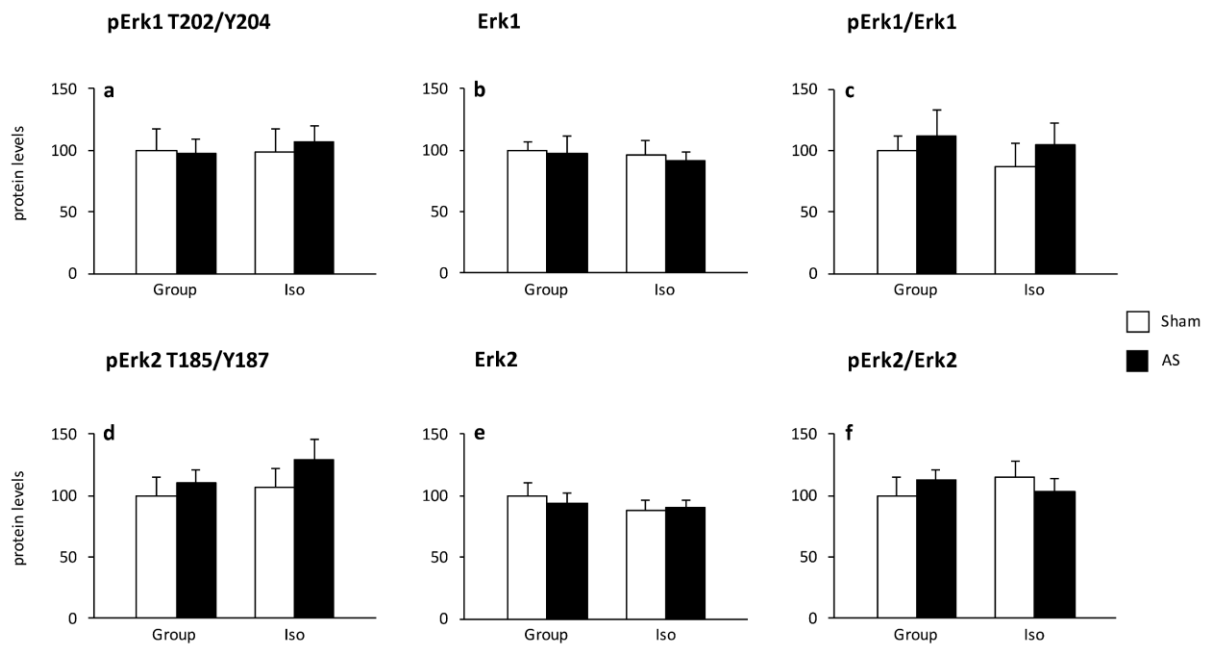 pErk1 T202/Y204
Erk1
pErk1/Erk1
a
b
c
150
100
50
0
protein levels
Group
Iso
150
100
50
0
Group
Iso
150
100
50
0
Group
Iso
Sham
AS
pErk2 T185/Y187
Erk2
pErk2/Erk2
d
e
f
150
100
50
0
protein levels
Group
Iso
150
100
50
0
Group
Iso
150
100
50
0
Group
Iso